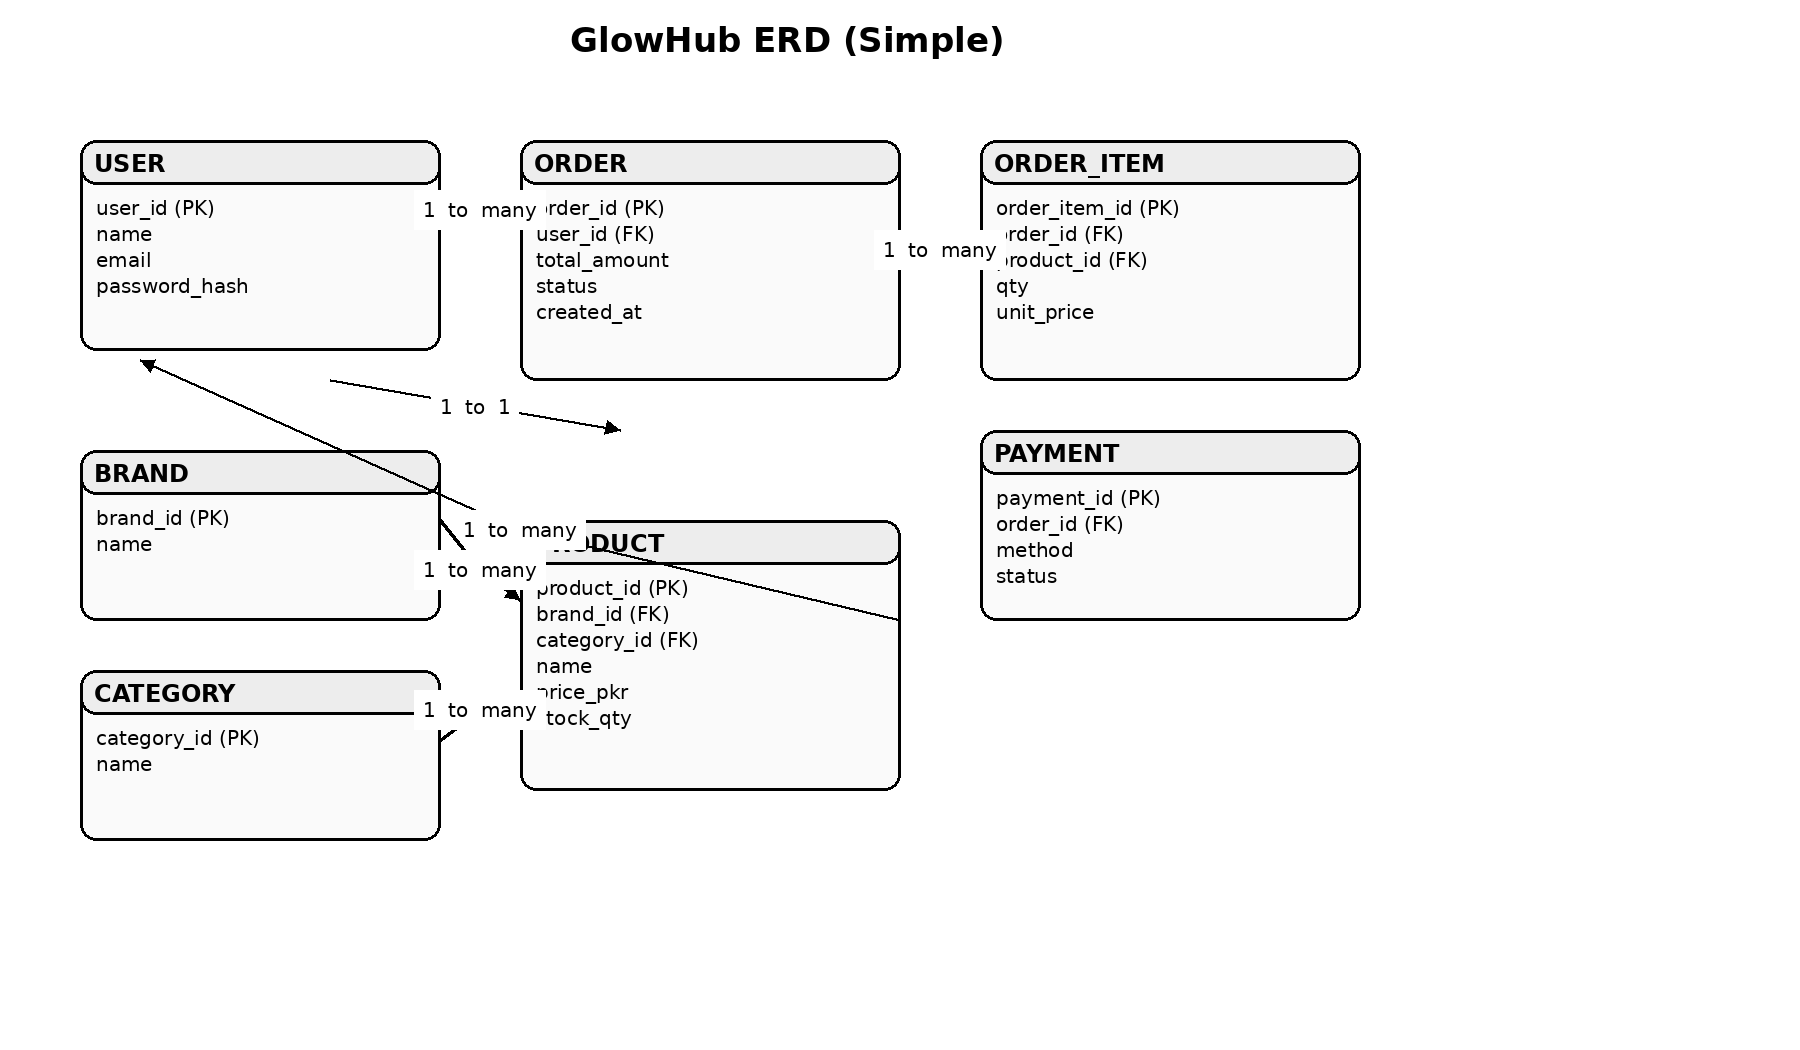 GlowHub ERD (Simple)
USER
user_id (PK)
name
email
password_hash
1 to many
ORDER
rder_id (PK)
user_id (FK)
total_amount
status
created_at
1 to many
ORDER_ITEM
order_item_id (PK)
rder_id (FK)
product_id (FK)
qty
unit_price
1 to 1
BRAND
brand_id (PK)
name
1 to many
1 to many
PRODUCT
product_id (PK)
brand_id (FK)
category_id (FK)
name
price_pkr
tock_qty
PAYMENT
payment_id (PK)
order_id (FK)
method
status
CATEGORY
category_id (PK)
name
1 to many